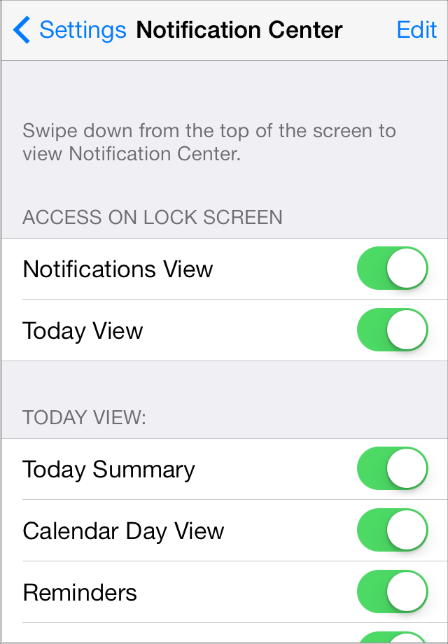 Settings Notification Center Edit
Swipe down from the top of the screen to
view Notification Center.
ACCESS ON LOCK SCREEN
Notifications View
Today View
TODAY VIEW:
Today Summary
Calendar Day View
Reminders